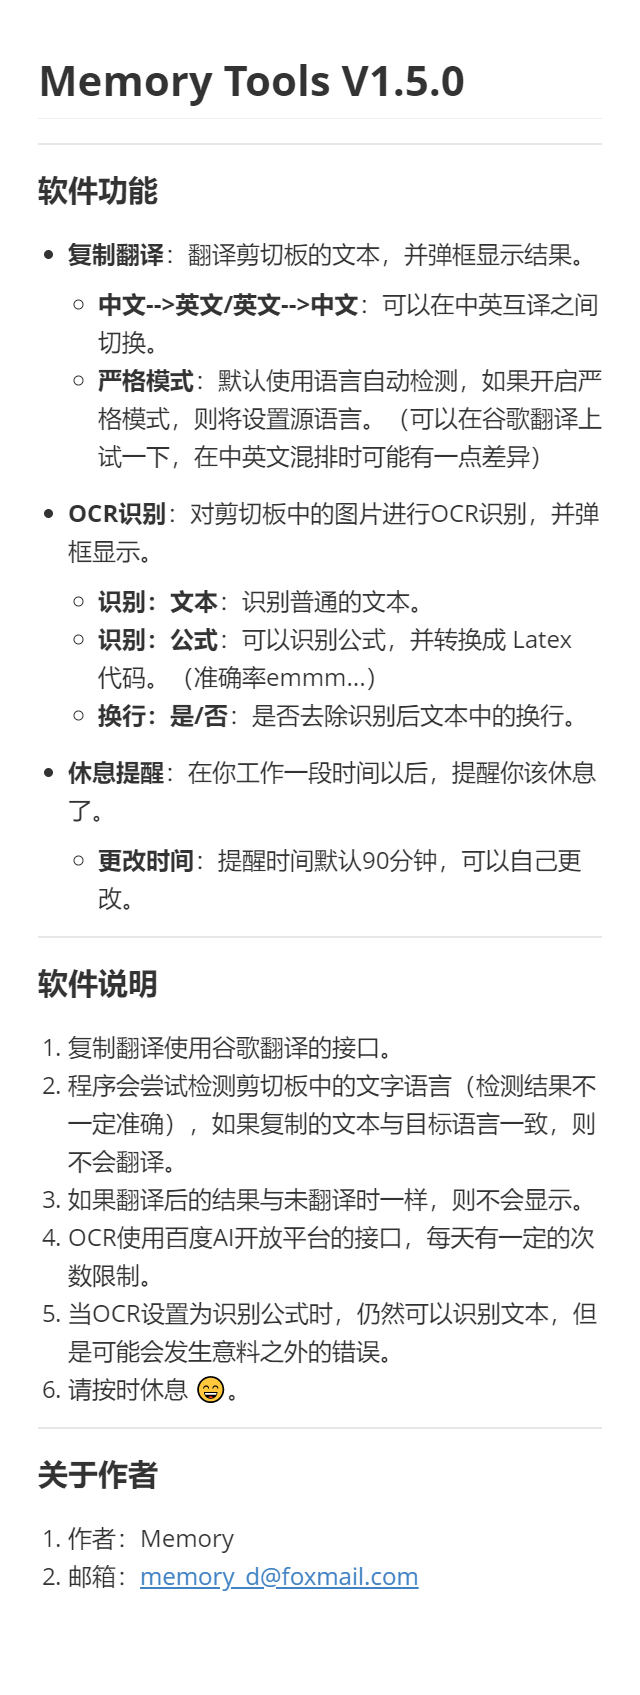 Memory Tools V1.5.0
软件功能
• 复制翻译：翻译剪切板的文本，并弹框显示结果。
○ 中文-->英文/英文-->中文：可以在中英互译之间
切换。
○ 严格模式：默认使用语言自动检测，如果开启严
格模式，则将设置源语言。（可以在谷歌翻译上
试一下，在中英文混排时可能有一点差异）
• OCR识别：对剪切板中的图片进行OCR识别，并弹
框显示。
○ 识别：文本：识别普通的文本。
○ 识别：公式：可以识别公式，并转换成 Latex
代码。（准确率emmm...）
○ 换行：是/否：是否去除识别后文本中的换行。
• 休息提醒：在你工作一段时间以后，提醒你该休息
了。
○ 更改时间：提醒时间默认90分钟，可以自己更
改。
软件说明
1. 复制翻译使用谷歌翻译的接口。
2. 程序会尝试检测剪切板中的文字语言（检测结果不
一定准确），如果复制的文本与目标语言一致，则
不会翻译。
3. 如果翻译后的结果与未翻译时一样，则不会显示。
4. OCR使用百度AI开放平台的接口，每天有一定的次
数限制。
5. 当OCR设置为识别公式时，仍然可以识别文本，但
是可能会发生意料之外的错误。
6. 请按时休息 😄。
关于作者
1. 作者：Memory
2. 邮箱：memory_d@foxmail.com